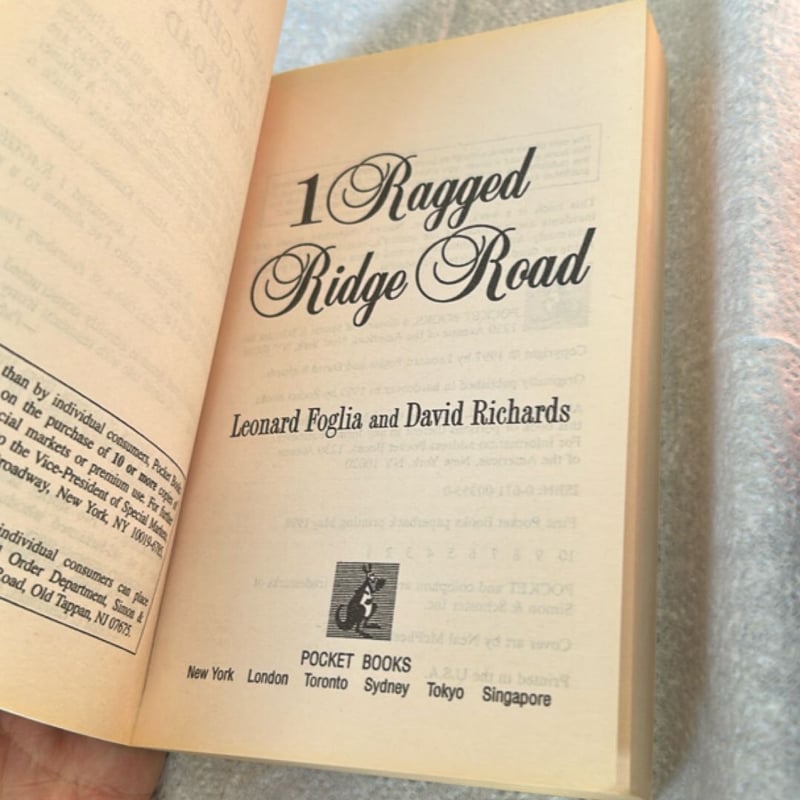 than by individual consumers, Pocket Books
on the purchase of 10 or more copies of
cial markets or premium use. For further
o the Vice-President of Special Markets,
roadway, New York, NY 10019-6785.
individual consumers can place
l Order Department, Simon &
Road, Old Tappan, NJ 07675.
1 Ragged
Ridge Road
Leonard Foglia and David Richards
POCKET BOOKS
New York London Toronto Sydney Tokyo Singapore